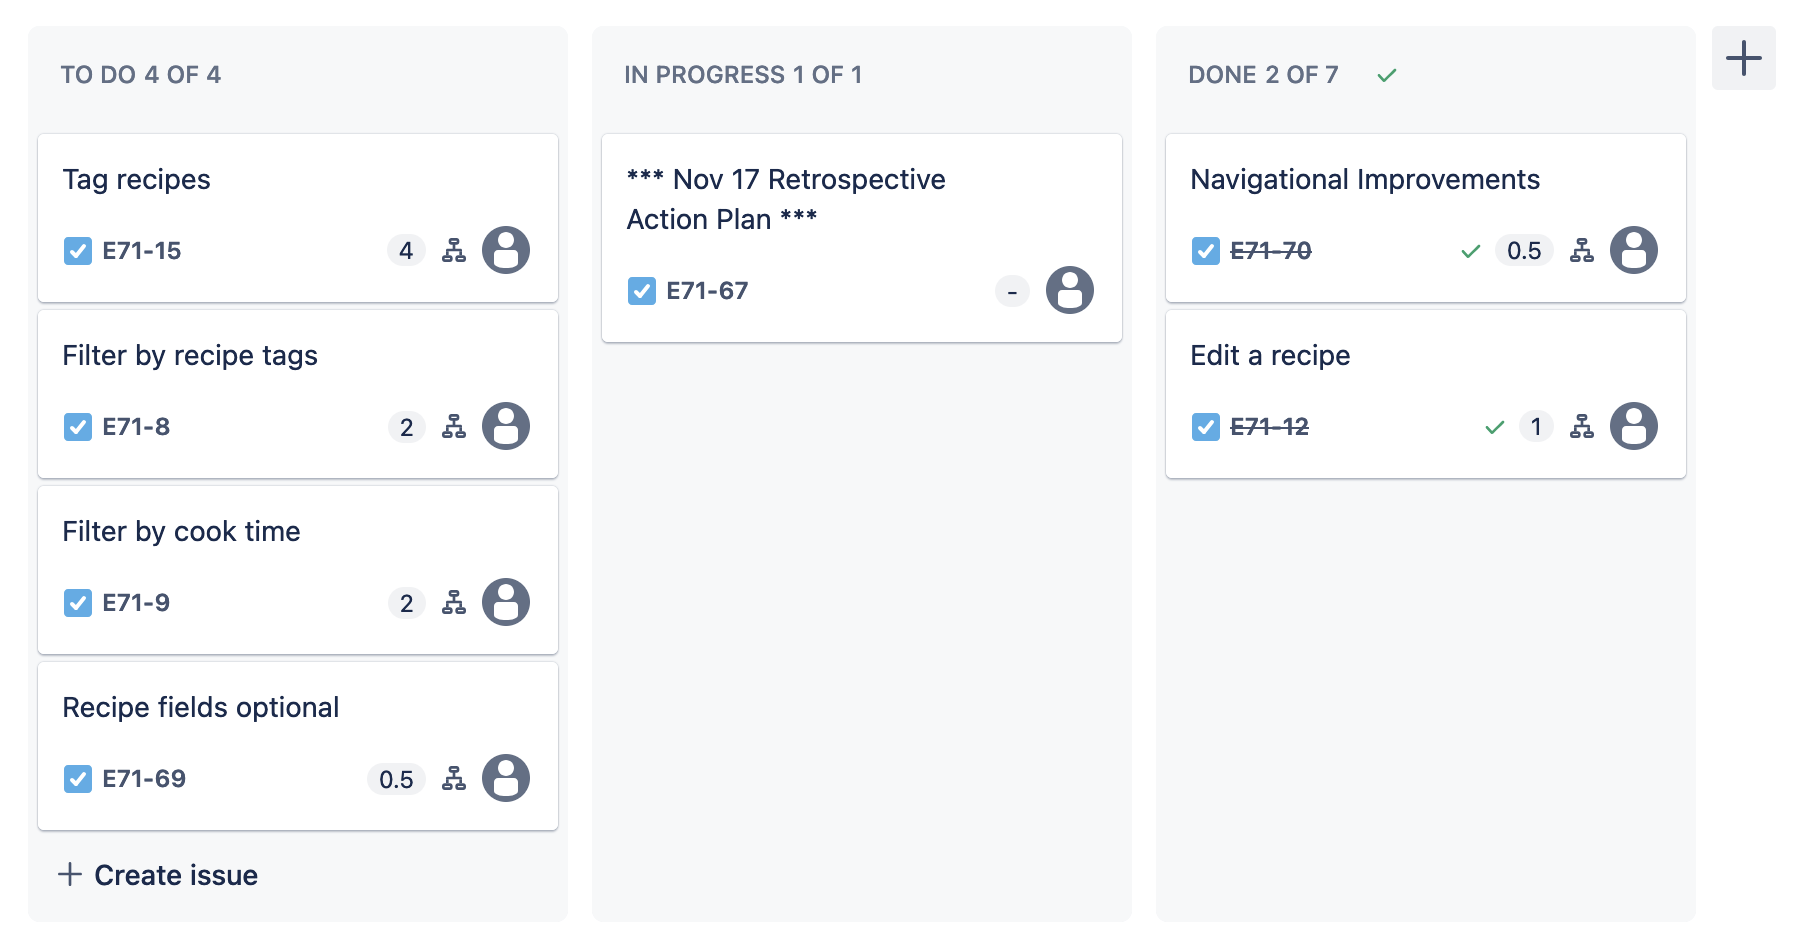 TO DO 4 OF 4
Tag recipes
E71-15
4
Filter by recipe tags
E71-8
2
Filter by cook time
E71-9
2
Recipe fields optional
E71-69
0.5
+ Create issue
IN PROGRESS 1 OF 1
*** Nov 17 Retrospective
Action Plan ***
E71-67
-
DONE 2 OF 7
Navigational Improvements
E71-70
0.5
Edit a recipe
E71-12
1